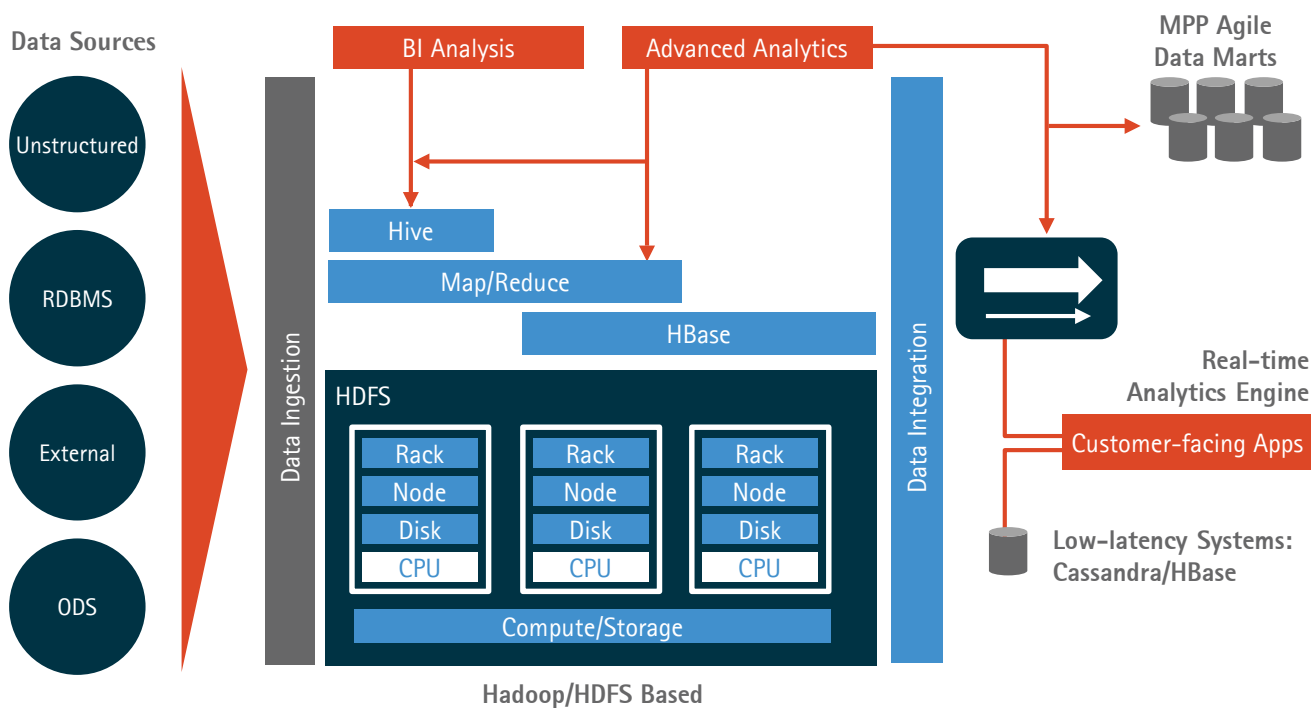 Data Sources
Unstructured
RDBMS
External
ODS
Data Ingestion
BI Analysis
Advanced Analytics
Hive
Map/Reduce
HBase
HDFS
Rack
Node
Disk
CPU
Rack
Node
Disk
CPU
Rack
Node
Disk
CPU
Compute/Storage
Hadoop/HDFS Based
Data Integration
MPP Agile
Data Marts
Real-time
Analytics Engine
Customer-facing Apps
Low-latency Systems:
Cassandra/HBase